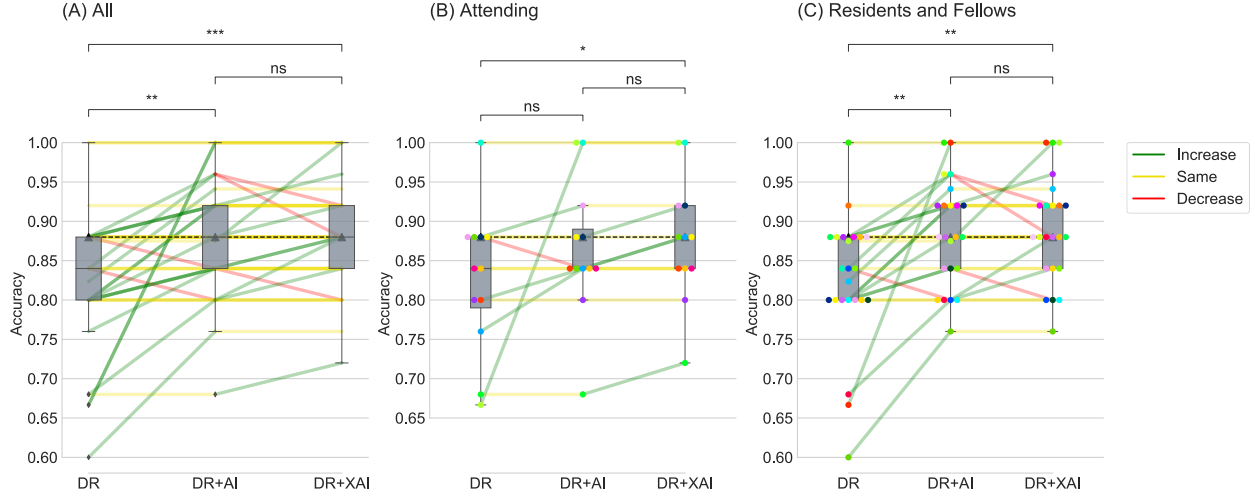 (A) All
(B) Attending
(C) Residents and Fellows
***
ns
**
*
ns
ns
**
ns
**
Accuracy
1.00
0.95
0.90
0.85
0.80
0.75
0.70
0.65
0.60
DR
DR+AI
DR+XAI
Accuracy
1.00
0.95
0.90
0.85
0.80
0.75
0.70
0.65
DR
DR+AI
DR+XAI
Accuracy
1.00
0.95
0.90
0.85
0.80
0.75
0.70
0.65
0.60
DR
DR+AI
DR+XAI
Increase
Same
Decrease